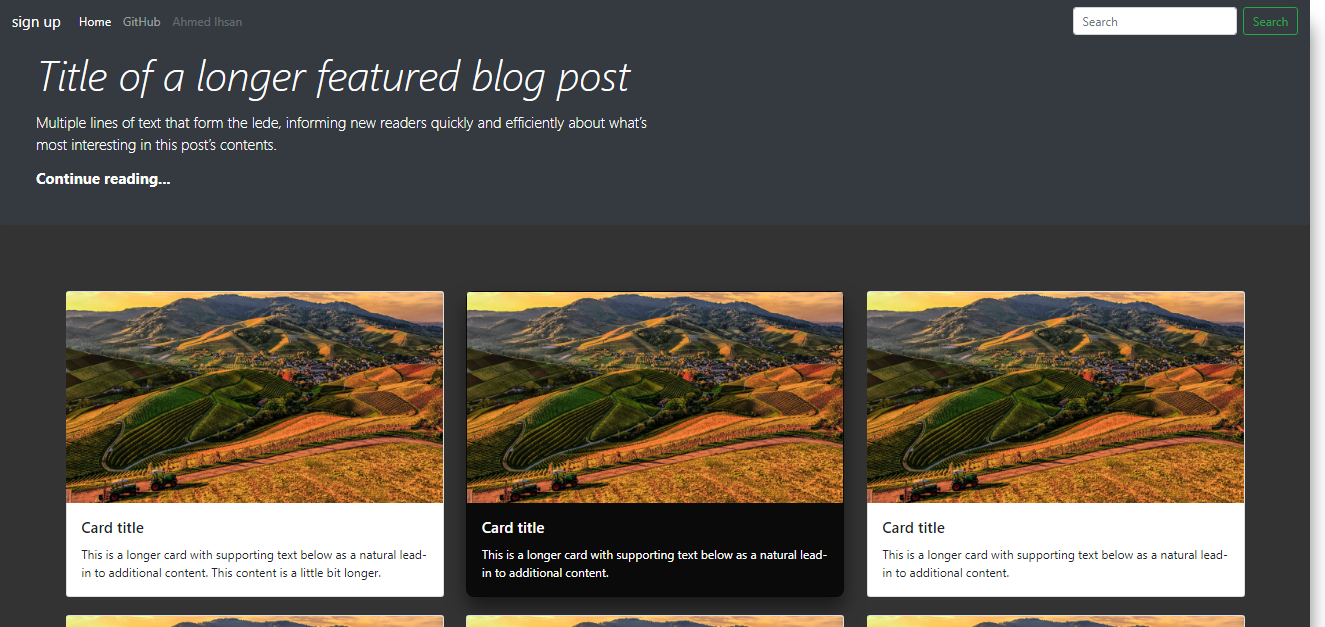 sign up Home GitHub Ahmed Ihsan Search Search
Title of a longer featured blog post
Multiple lines of text that form the lede, informing new readers quickly and efficiently about what’s
most interesting in this post’s contents.
Continue reading...
Card title
This is a longer card with supporting text below as a natural lead-
in to additional content. This content is a little bit longer.
Card title
This is a longer card with supporting text below as a natural lead-
in to additional content.
Card title
This is a longer card with supporting text below as a natural lead-
in to additional content.